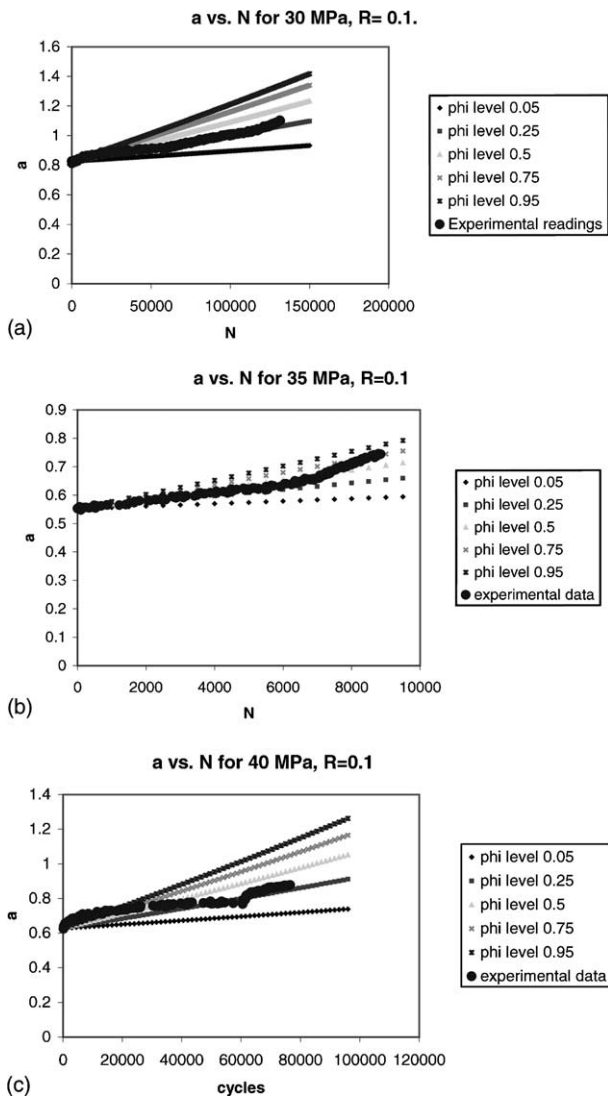 a vs. N for 30 MPa, R= 0.1.
1.6
1.4
1.2
1
0.8
0.6
0.4
0.2
0
a
0 50000 100000 150000 200000
N
phi level 0.05
phi level 0.25
phi level 0.5
phi level 0.75
phi level 0.95
Experimental readings
(a)
a vs. N for 35 MPa, R=0.1
0.9
0.8
0.7
0.6
0.5
0.4
0.3
0.2
0.1
0
a
0 2000 4000 6000 8000 10000
N
phi level 0.05
phi level 0.25
phi level 0.5
phi level 0.75
phi level 0.95
experimental data
(b)
a vs. N for 40 MPa, R=0.1
1.4
1.2
1
0.8
0.6
0.4
0.2
0
a
0 20000 40000 60000 80000 100000 120000
cycles
phi level 0.05
phi level 0.25
phi level 0.5
phi level 0.75
phi level 0.95
experimental data
(c)